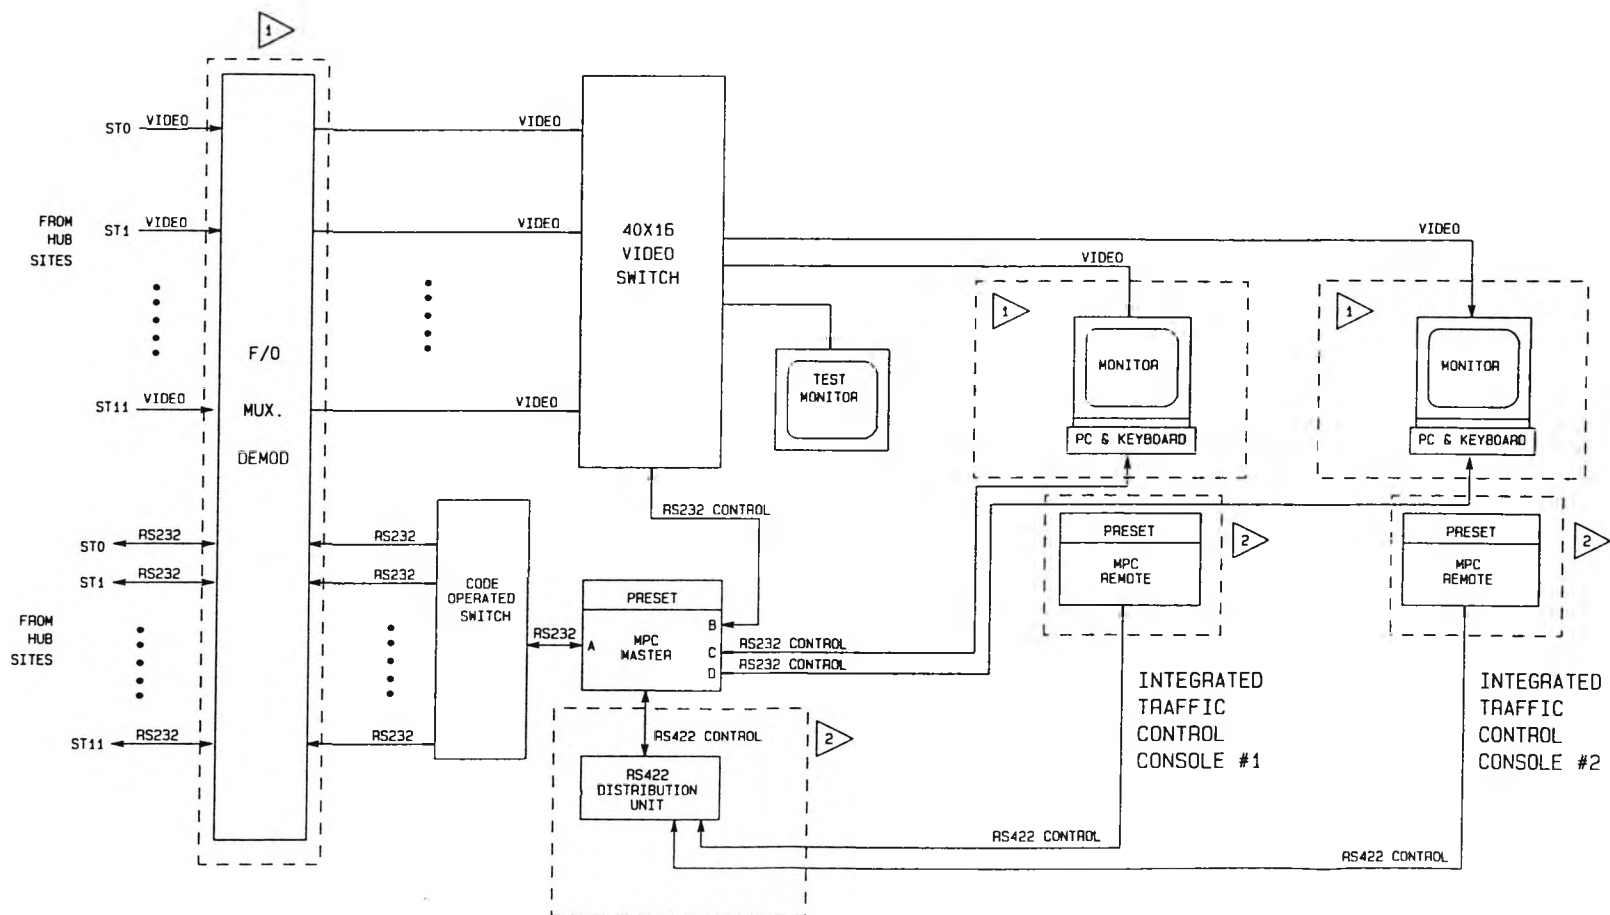 1
ST0 VIDEO
VIDEO
FROM
HUB
SITES
ST1 VIDEO
VIDEO
ST11 VIDEO
VIDEO
F/O
MUX.
DEMOD
40X16
VIDEO
SWITCH
VIDEO
VIDEO
TEST
MONITOR
1
MONITOR
PC & KEYBOARD
1
MONITOR
PC & KEYBOARD
RS232 CONTROL
ST0 RS232
RS232
ST1 RS232
RS232
FROM
HUB
SITES
ST11 RS232
RS232
CODE
OPERATED
SWITCH
RS232
PRESET
MPC
MASTER
A
B
C
D
RS232 CONTROL
RS232 CONTROL
PRESET
MPC
REMOTE
2
PRESET
MPC
REMOTE
2
RS422 CONTROL
2
RS422
DISTRIBUTION
UNIT
INTEGRATED
TRAFFIC
CONTROL
CONSOLE #1
INTEGRATED
TRAFFIC
CONTROL
CONSOLE #2
RS422 CONTROL
RS422 CONTROL